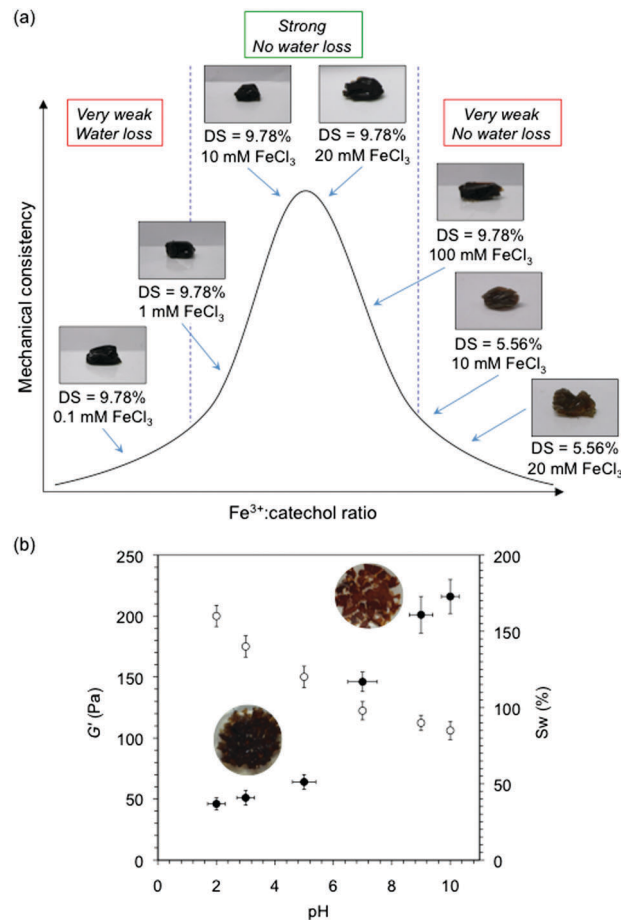 (a)
Strong
No water loss
Very weak
Water loss
Very weak
No water loss
DS = 9.78%
10 mM FeCl₃
DS = 9.78%
20 mM FeCl₃
DS = 9.78%
100 mM FeCl₃
DS = 9.78%
1 mM FeCl₃
DS = 5.56%
10 mM FeCl₃
DS = 9.78%
0.1 mM FeCl₃
DS = 5.56%
20 mM FeCl₃
Mechanical consistency
Fe³⁺:catechol ratio
(b)
250
200
150
100
50
0
G' (Pa)
200
150
100
50
0
Sw (%)
0 2 4 6 8 10
pH